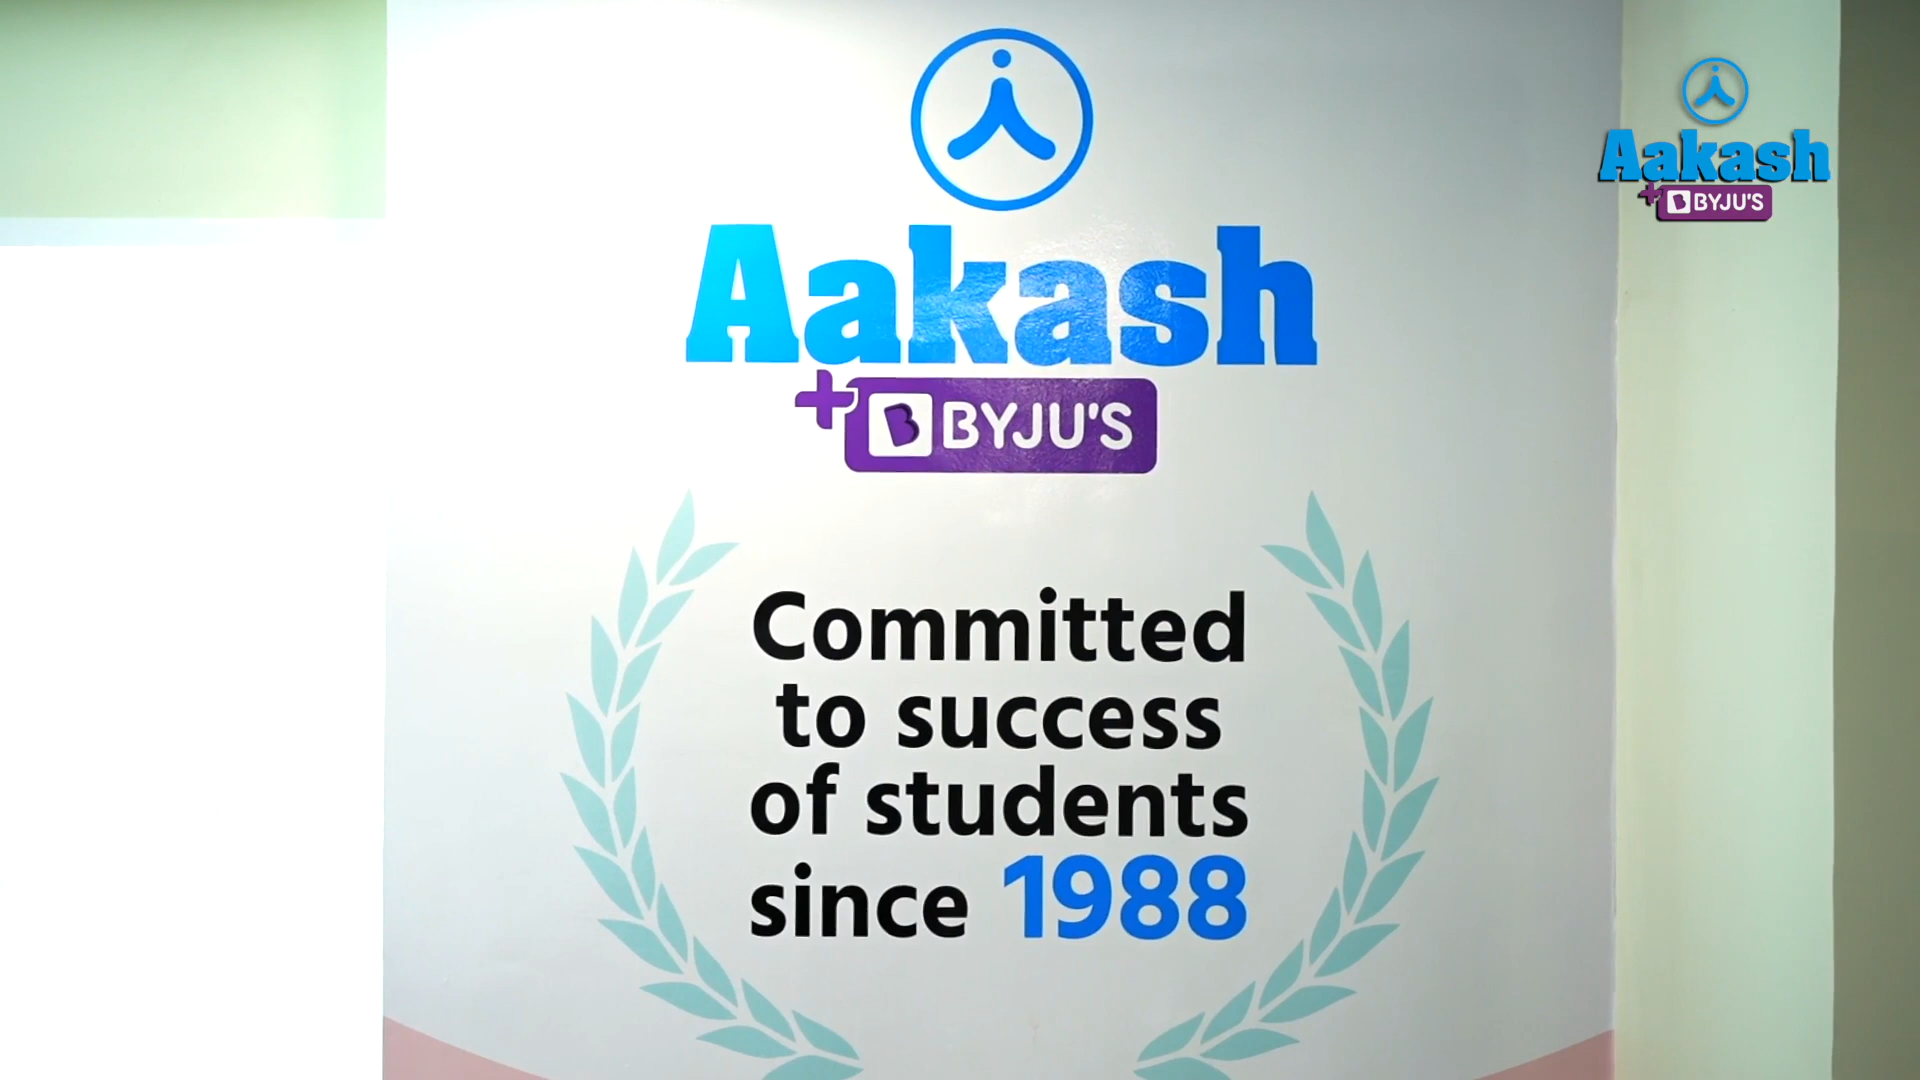 Aakash
+ BYJU'S
Committed
to success
of students
since 1988
Aakash
+ BYJU'S